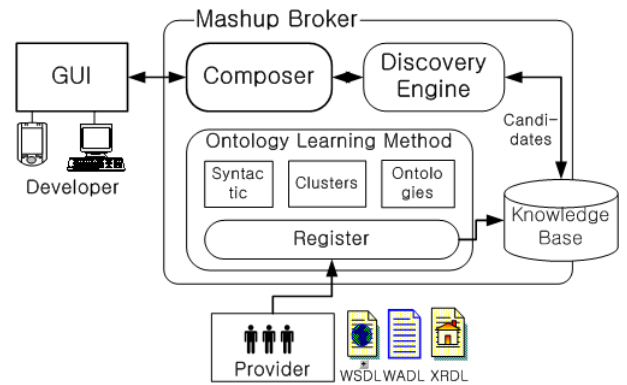 Mashup Broker
GUI
Composer
Discovery
Engine
Candi-
dates
Developer
Ontology Learning Method
Syntac
tic
Clusters
Ontolo
gies
Register
Knowledge
Base
Provider
WSDL WADL XRDL